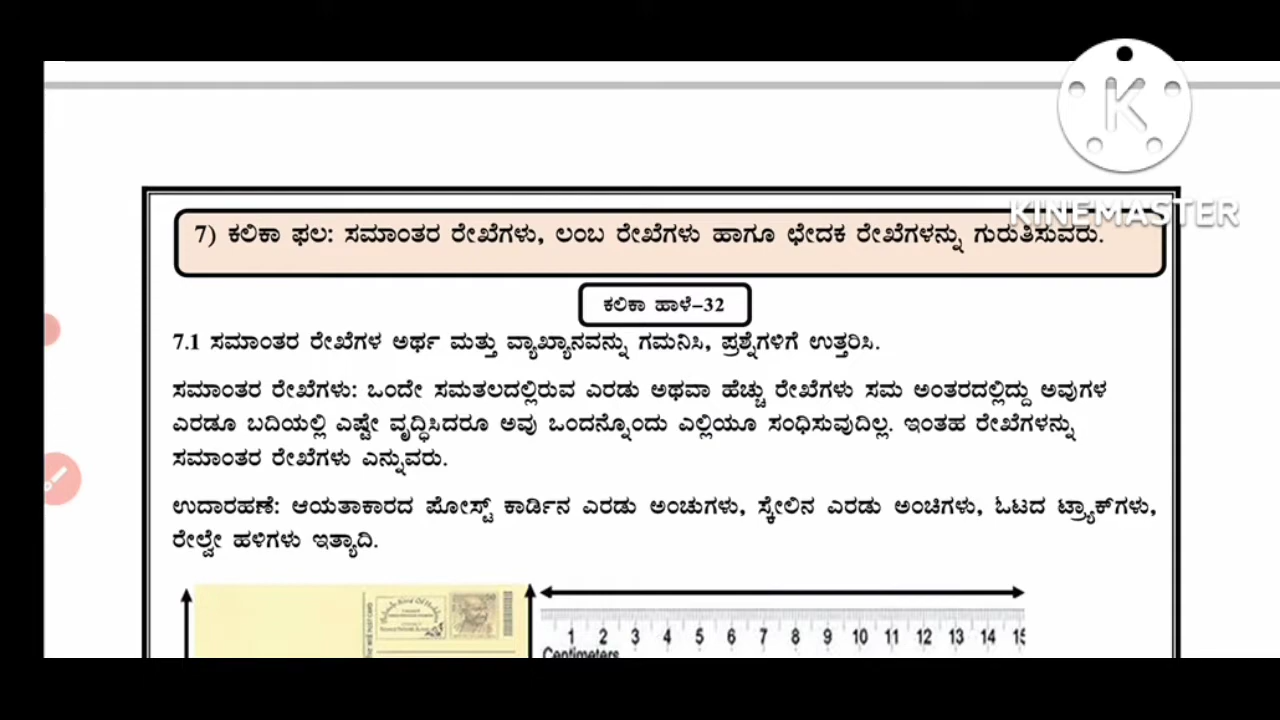 K
KINEMASTER
7) ಕಲಿಕಾ ಫಲ: ಸಮಾಂತರ ರೇಖೆಗಳು, ಲಂಬ ರೇಖೆಗಳು ಹಾಗೂ ಛೇದಕ ರೇಖೆಗಳನ್ನು ಗುರುತಿಸುವರು.
ಕಲಿಕಾ ಹಾಳೆ-32
7.1 ಸಮಾಂತರ ರೇಖೆಗಳ ಅರ್ಥ ಮತ್ತು ವ್ಯಾಖ್ಯಾನವನ್ನು ಗಮನಿಸಿ, ಪ್ರಶ್ನೆಗಳಿಗೆ ಉತ್ತರಿಸಿ.
ಸಮಾಂತರ ರೇಖೆಗಳು: ಒಂದೇ ಸಮತಲದಲ್ಲಿರುವ ಎರಡು ಅಥವಾ ಹೆಚ್ಚು ರೇಖೆಗಳು ಸಮ ಅಂತರದಲ್ಲಿದ್ದು ಅವುಗಳ
ಎರಡೂ ಬದಿಯಲ್ಲಿ ಎಷ್ಟೇ ವೃದ್ಧಿಸಿದರೂ ಅವು ಒಂದನ್ನೊಂದು ಎಲ್ಲಿಯೂ ಸಂಧಿಸುವುದಿಲ್ಲ. ಇಂತಹ ರೇಖೆಗಳನ್ನು
ಸಮಾಂತರ ರೇಖೆಗಳು ಎನ್ನುವರು.
ಉದಾರಹಣೆ: ಆಯತಾಕಾರದ ಪೋಸ್ಟ್ ಕಾರ್ಡಿನ ಎರಡು ಅಂಚುಗಳು, ಸ್ಕೇಲಿನ ಎರಡು ಅಂಚಿಗಳು, ಓಟದ ಟ್ರ್ಯಾಕ್‌ಗಳು,
ರೇಲ್ವೇ ಹಳಿಗಳು ಇತ್ಯಾದಿ.
1 2 3 4 5 6 7 8 9 10 11 12 13 14 15
Centimeters